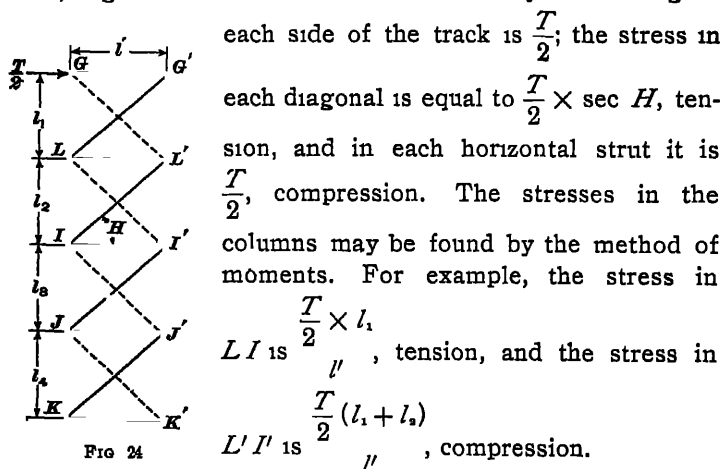 each side of the track is T/2; the stress in
each diagonal is equal to T/2 × sec H, ten-
sion, and in each horizontal strut it is
T/2, compression. The stresses in the
columns may be found by the method of
moments. For example, the stress in
L I is T/2 × l₁ / l′, tension, and the stress in
L′ I′ is T/2 (l₁ + l₂) / l′, compression.
l′
T/2
G
G′
l₁
L
L′
l₂
H
I
I′
l₃
J
J′
l₄
K
K′
FIG 24